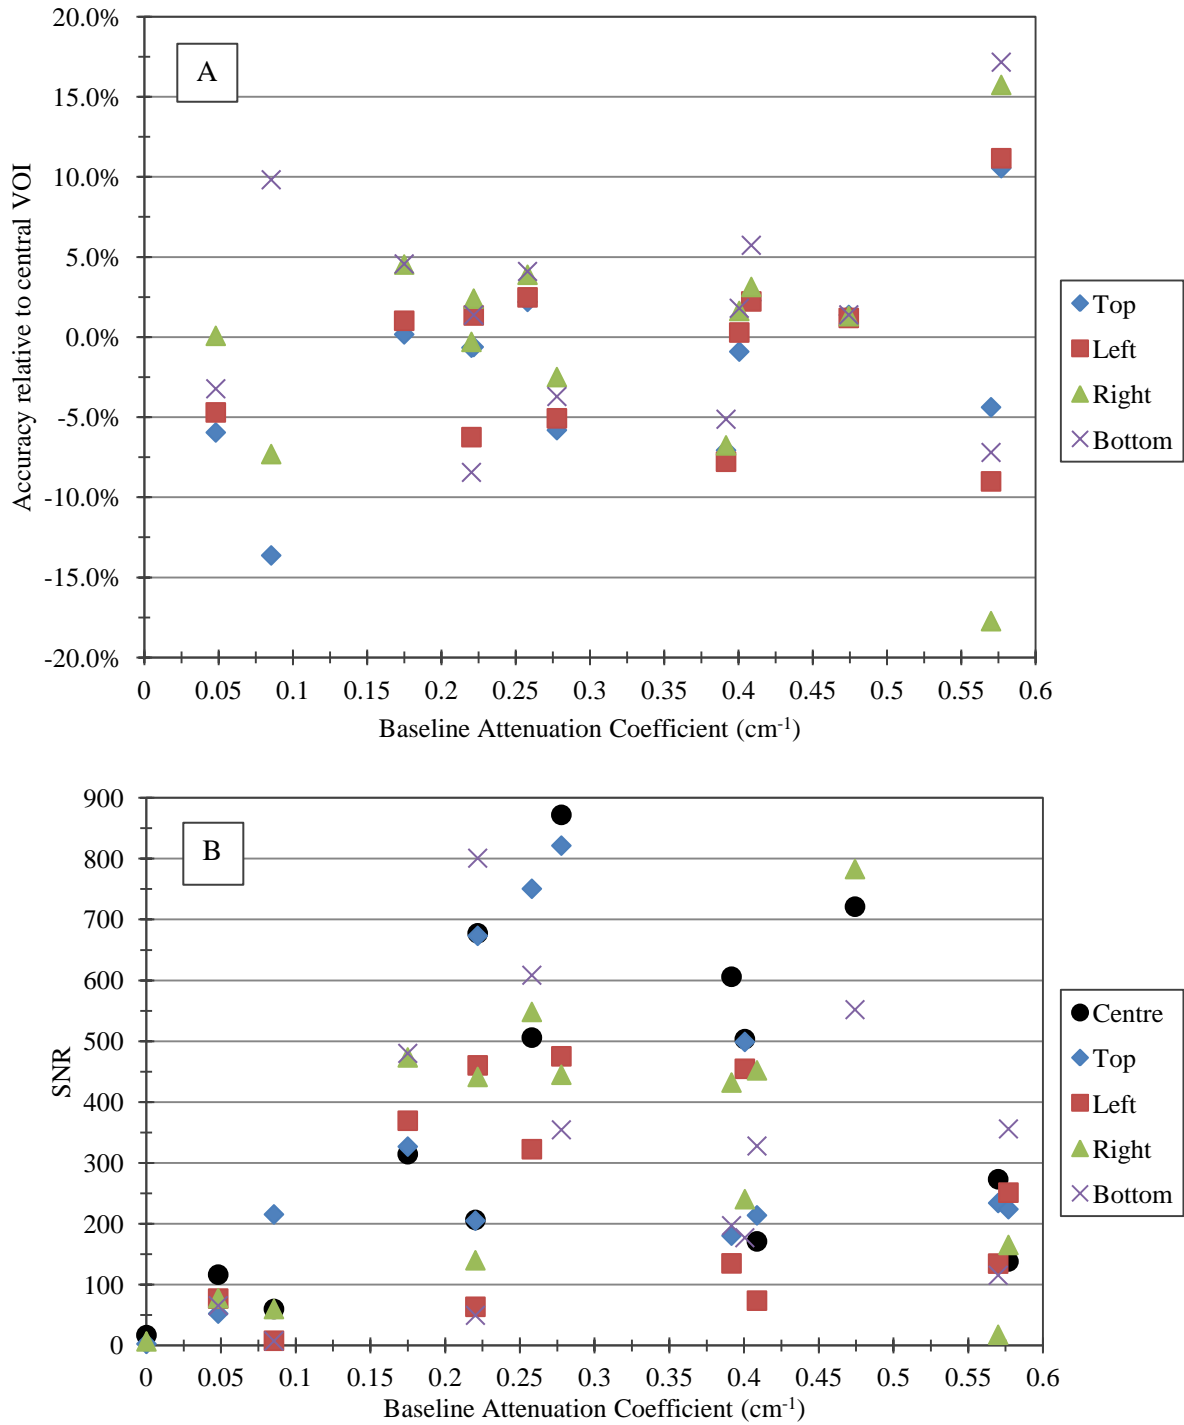 20.0%
A
15.0%
10.0%
5.0%
0.0%
-5.0%
-10.0%
-15.0%
-20.0%
Accuracy relative to central VOI
0 0.05 0.1 0.15 0.2 0.25 0.3 0.35 0.4 0.45 0.5 0.55 0.6
Baseline Attenuation Coefficient (cm-1)
Top
Left
Right
Bottom
900
B
800
700
600
500
400
300
200
100
0
SNR
0 0.05 0.1 0.15 0.2 0.25 0.3 0.35 0.4 0.45 0.5 0.55 0.6
Baseline Attenuation Coefficient (cm-1)
Centre
Top
Left
Right
Bottom